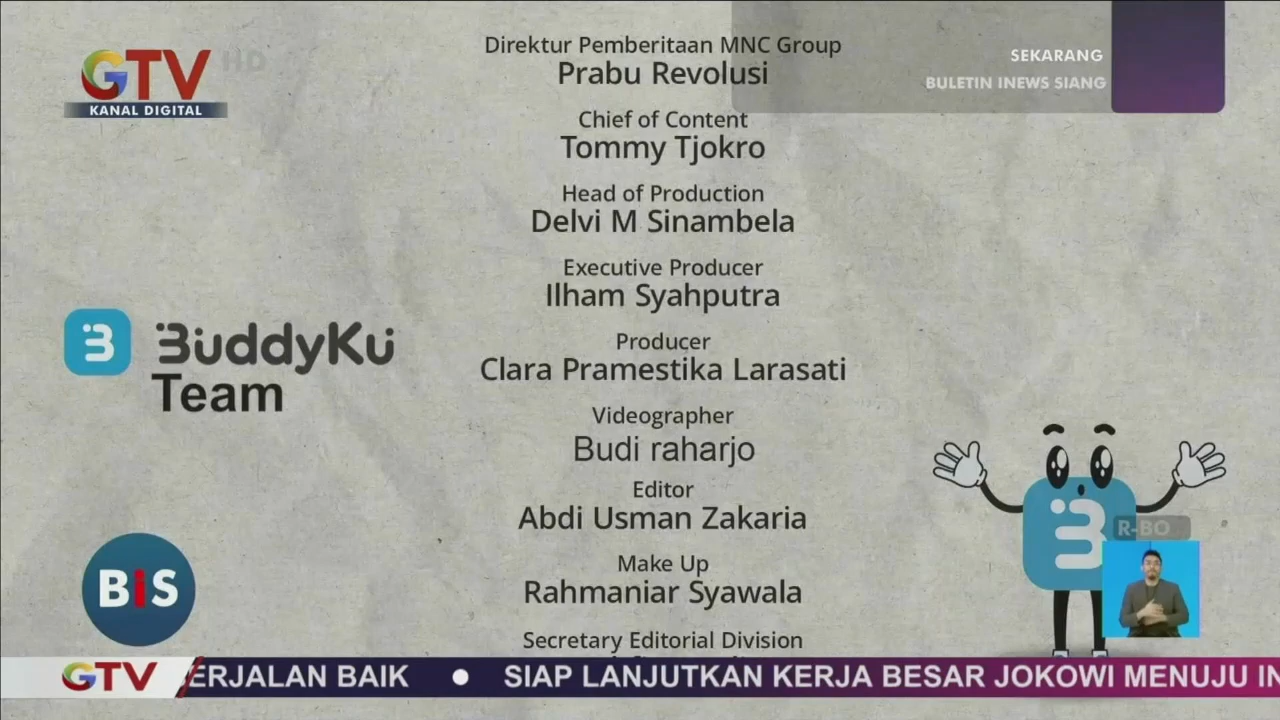 GTV HD
KANAL DIGITAL
SEKARANG
BULETIN INEWS SIANG
Direktur Pemberitaan MNC Group
Prabu Revolusi
Chief of Content
Tommy Tjokro
Head of Production
Delvi M Sinambela
Executive Producer
Ilham Syahputra
Producer
Clara Pramestika Larasati
Videographer
Budi raharjo
Editor
Abdi Usman Zakaria
Make Up
Rahmaniar Syawala
Secretary Editorial Division
B BuddyKu
Team
BiS
B
R-BO
GTV ERJALAN BAIK • SIAP LANJUTKAN KERJA BESAR JOKOWI MENUJU IN